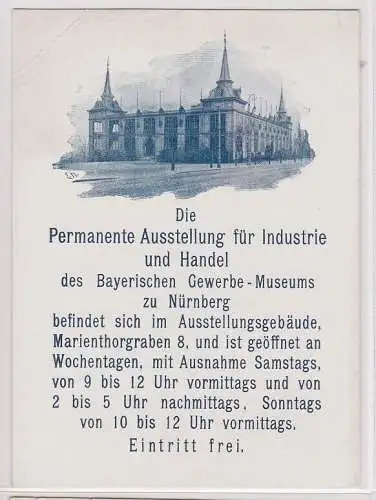 Die
Permanente Ausstellung für Industrie
und Handel
des Bayerischen Gewerbe-Museums
zu Nürnberg
befindet sich im Ausstellungsgebäude,
Marienthorgraben 8, und ist geöffnet an
Wochentagen, mit Ausnahme Samstags,
von 9 bis 12 Uhr vormittags und von
2 bis 5 Uhr nachmittags, Sonntags
von 10 bis 12 Uhr vormittags.
Eintritt frei.